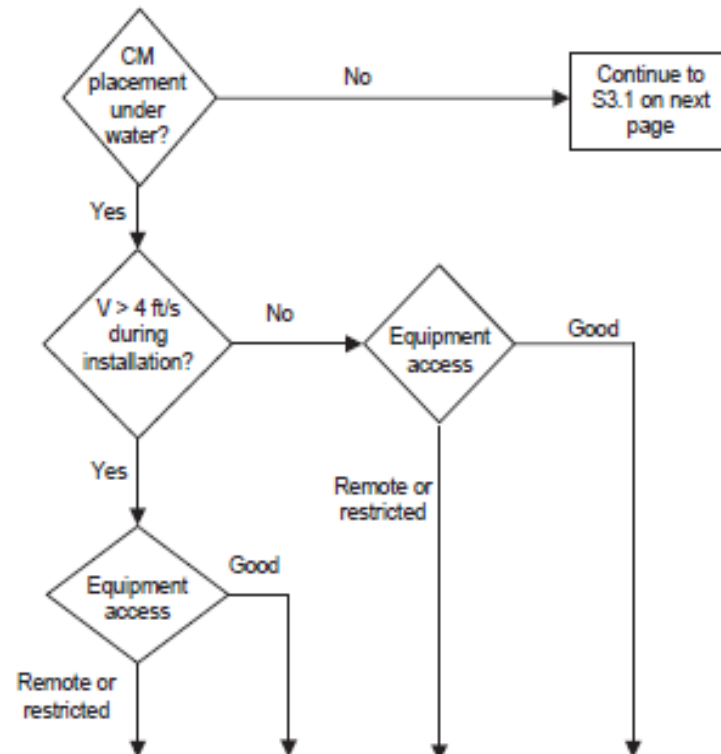 CM
placement
under
water?
No
Continue to
S3.1 on next
page
Yes
V > 4 ft/s
during
installation?
No
Equipment
access
Good
Yes
Remote or
restricted
Equipment
access
Good
Remote or
restricted